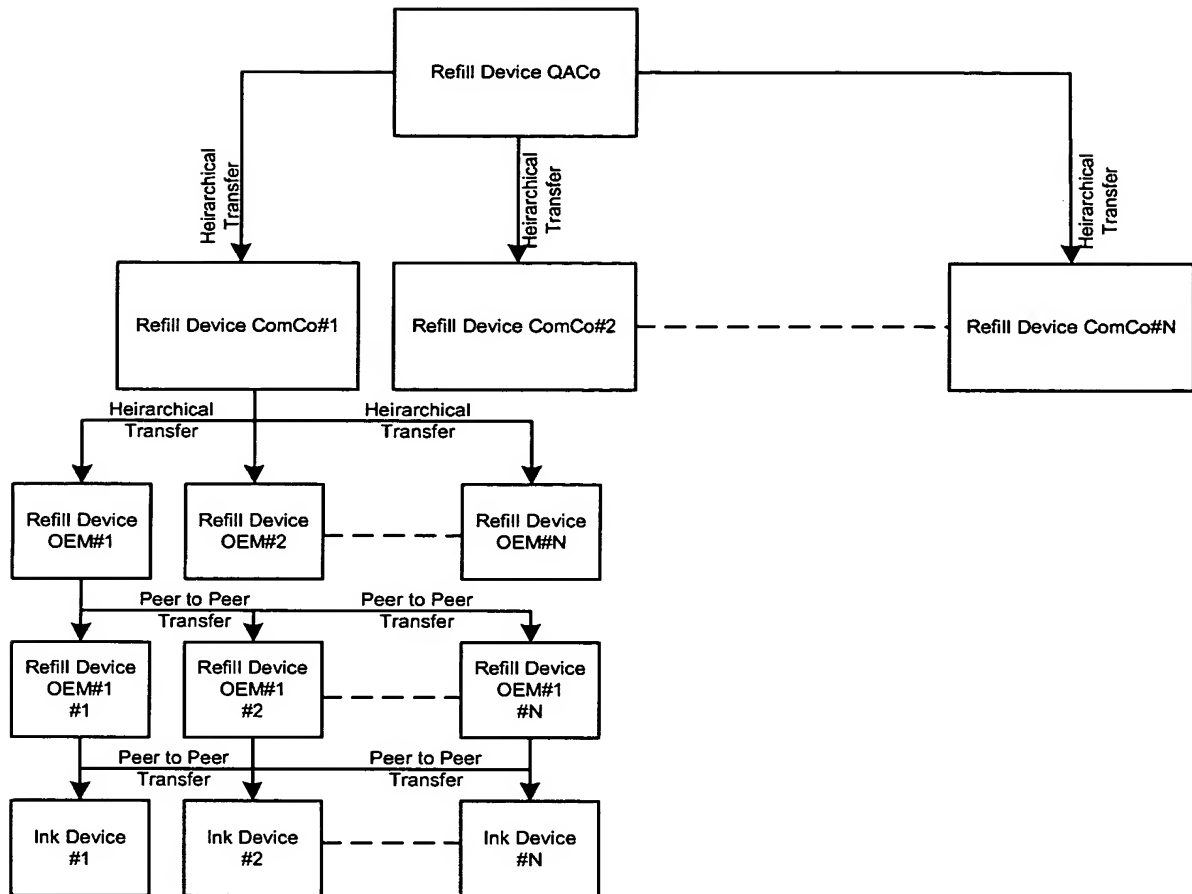 Refill Device QACo
Heirarchical
Transfer
Heirarchical
Transfer
Heirarchical
Transfer
Refill Device ComCo#1
Refill Device ComCo#2
Refill Device ComCo#N
Heirarchical
Transfer
Heirarchical
Transfer
Refill Device
OEM#1
Refill Device
OEM#2
Refill Device
OEM#N
Peer to Peer
Transfer
Peer to Peer
Transfer
Refill Device
OEM#1
#1
Refill Device
OEM#1
#2
Refill Device
OEM#1
#N
Peer to Peer
Transfer
Peer to Peer
Transfer
Ink Device
#1
Ink Device
#2
Ink Device
#N